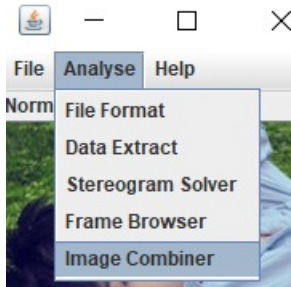 File Analyse Help
Norm
File Format
Data Extract
Stereogram Solver
Frame Browser
Image Combiner